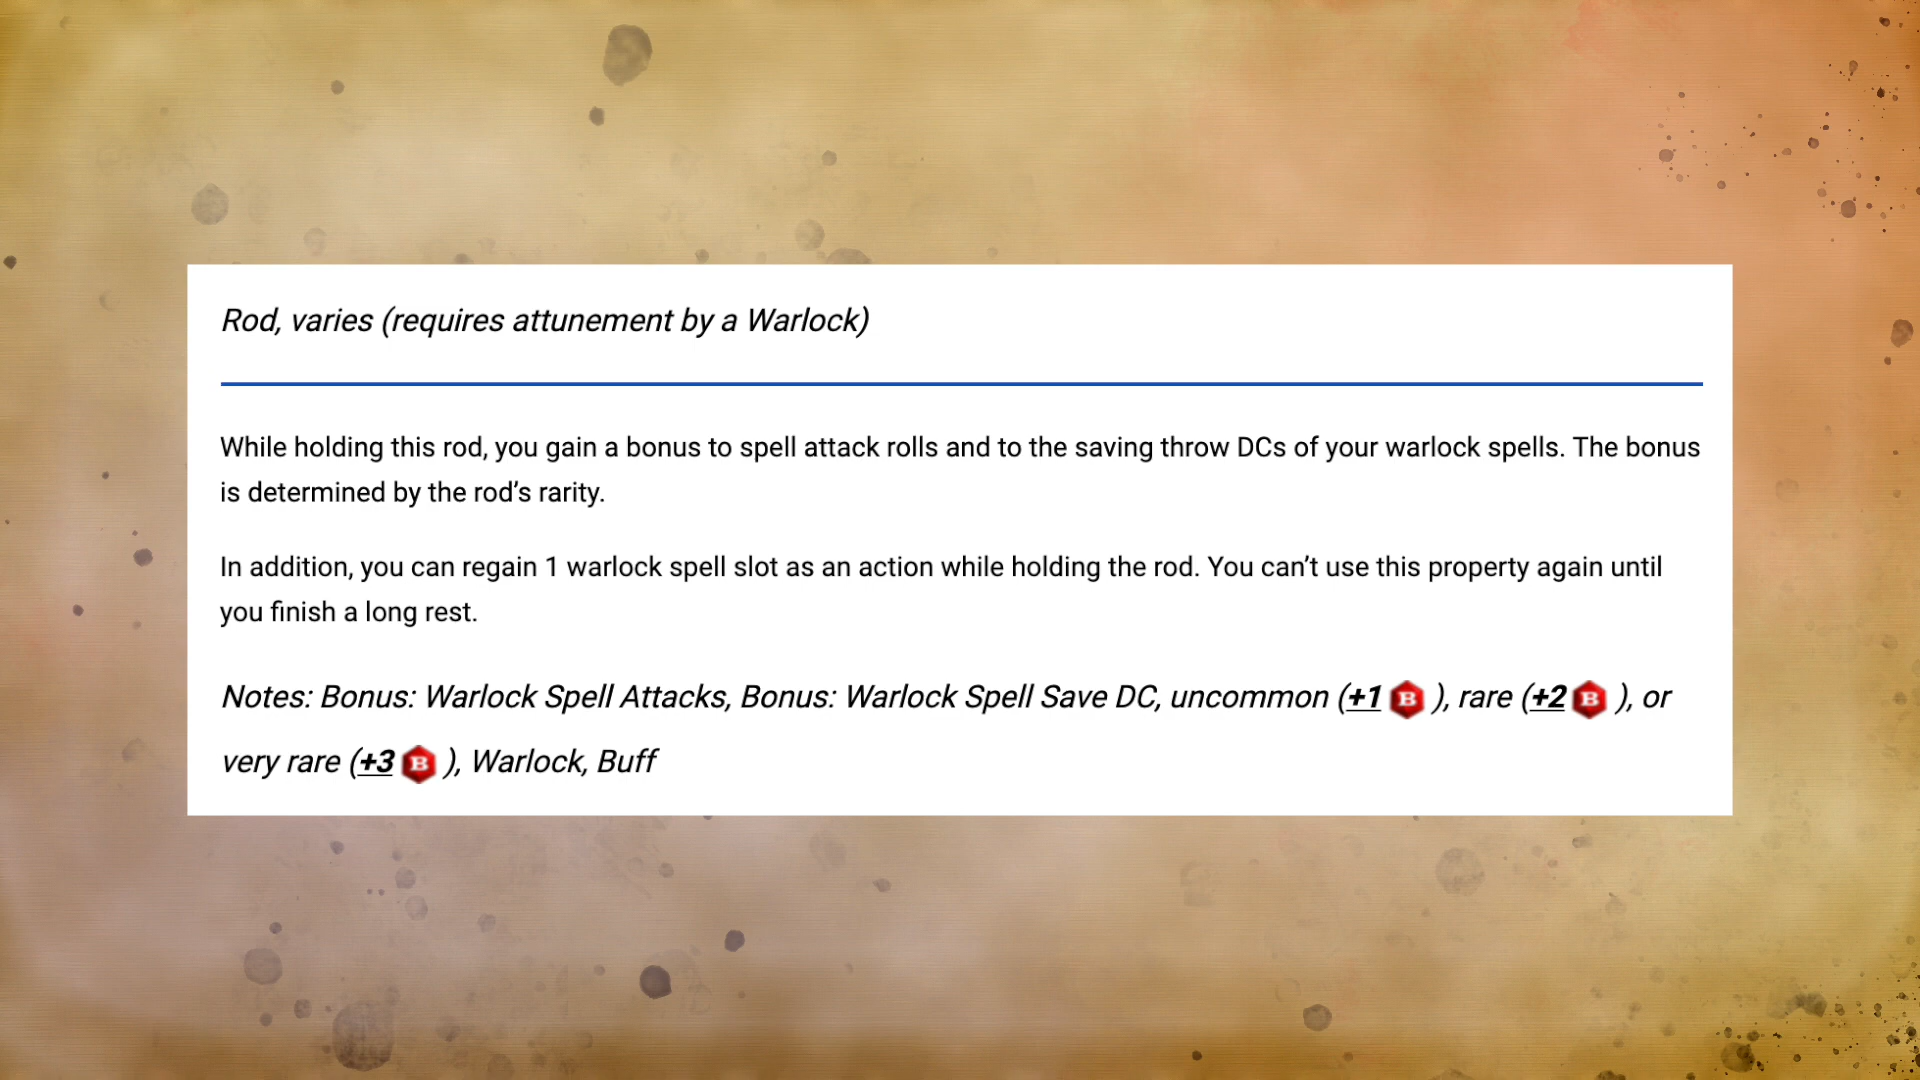 Rod, varies (requires attunement by a Warlock)
While holding this rod, you gain a bonus to spell attack rolls and to the saving throw DCs of your warlock spells. The bonus
is determined by the rod’s rarity.
In addition, you can regain 1 warlock spell slot as an action while holding the rod. You can’t use this property again until
you finish a long rest.
Notes: Bonus: Warlock Spell Attacks, Bonus: Warlock Spell Save DC, uncommon (+1 B ), rare (+2 B ), or
very rare (+3 B ), Warlock, Buff